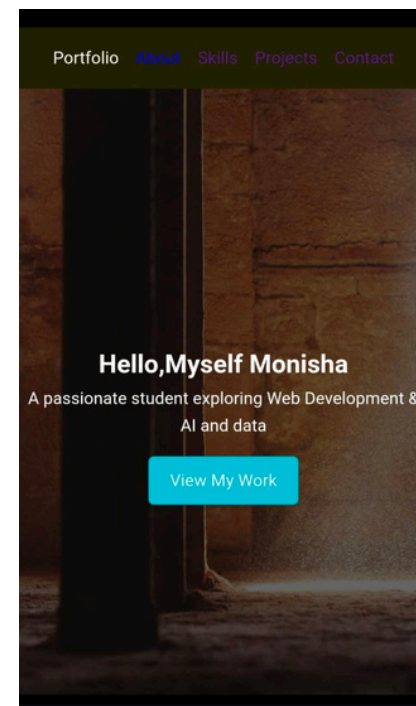 Portfolio About Skills Projects Contact
Hello,Myself Monisha
A passionate student exploring Web Development &
AI and data
View My Work